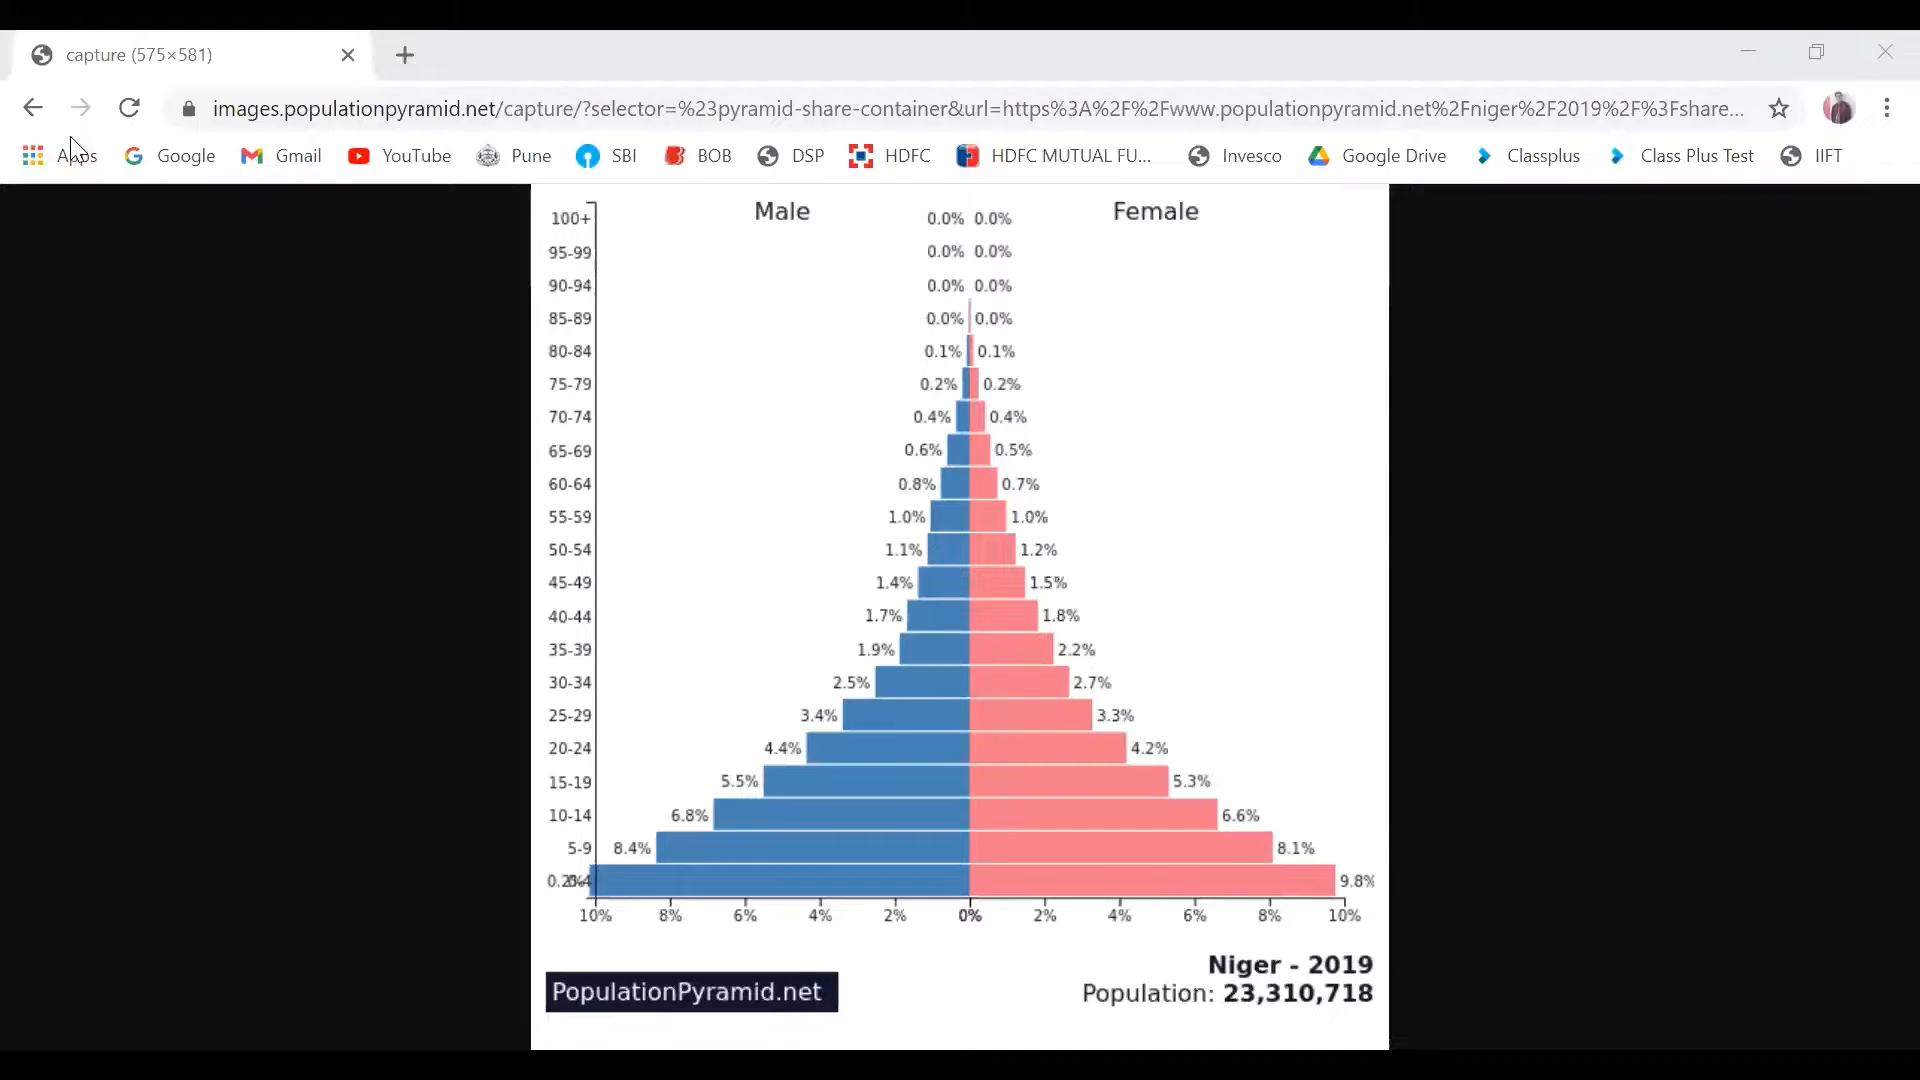 capture (575×581)
images.populationpyramid.net/capture/?selector=%23pyramid-share-container&url=https%3A%2F%2Fwww.populationpyramid.net%2Fniger%2F2019%2F%3Fshare...
Apps Google Gmail YouTube Pune SBI BOB DSP HDFC HDFC MUTUAL FU... Invesco Google Drive Classplus Class Plus Test IIFT
Male Female
100+ 0.0% 0.0%
95-99 0.0% 0.0%
90-94 0.0% 0.0%
85-89 0.0% 0.0%
80-84 0.1% 0.1%
75-79 0.2% 0.2%
70-74 0.4% 0.4%
65-69 0.6% 0.5%
60-64 0.8% 0.7%
55-59 1.0% 1.0%
50-54 1.1% 1.2%
45-49 1.4% 1.5%
40-44 1.7% 1.8%
35-39 1.9% 2.2%
30-34 2.5% 2.7%
25-29 3.4% 3.3%
20-24 4.4% 4.2%
15-19 5.5% 5.3%
10-14 6.8% 6.6%
5-9 8.4% 8.1%
9.8%
10% 8% 6% 4% 2% 0% 2% 4% 6% 8% 10%
Niger - 2019
PopulationPyramid.net Population: 23,310,718